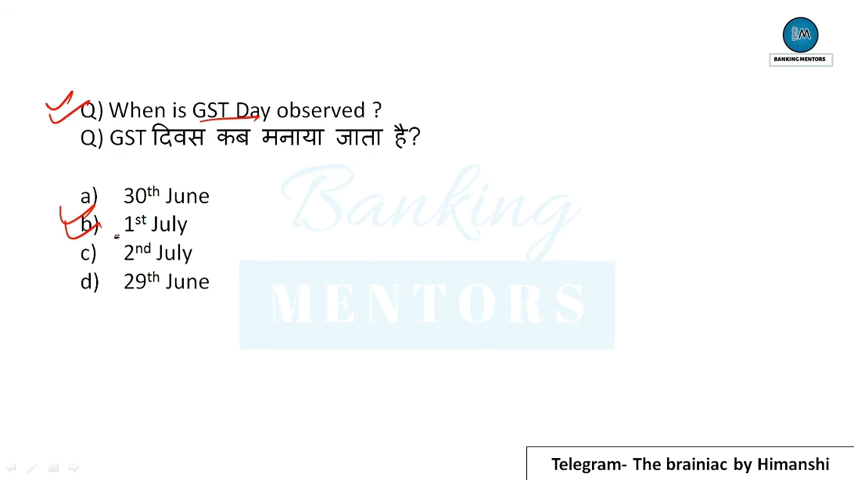 BM
BANKING MENTORS
Q) When is GST Day observed ?
Q) GST दिवस कब मनाया जाता है?
a) 30th June
b) 1st July
c) 2nd July
d) 29th June
Banking
MENTORS
Telegram- The brainiac by Himanshi